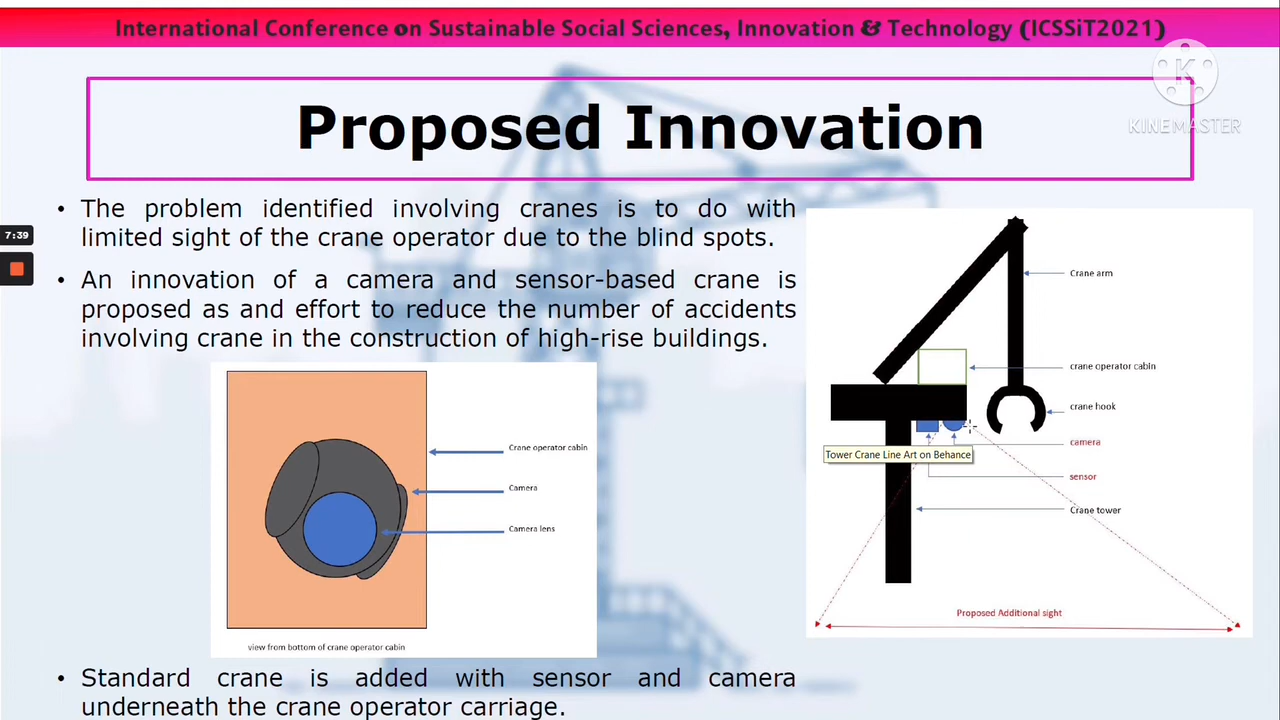 International Conference on Sustainable Social Sciences, Innovation & Technology (ICSSiT2021)
K
KINEMASTER
Proposed Innovation
• The problem identified involving cranes is to do with
limited sight of the crane operator due to the blind spots.
• An innovation of a camera and sensor-based crane is
proposed as and effort to reduce the number of accidents
involving crane in the construction of high-rise buildings.
7:39
Crane operator cabin
Camera
Camera lens
view from bottom of crane operator cabin
• Standard crane is added with sensor and camera
underneath the crane operator carriage.
Crane arm
crane operator cabin
crane hook
camera
Tower Crane Line Art on Behance
sensor
Crane tower
Proposed Additional sight